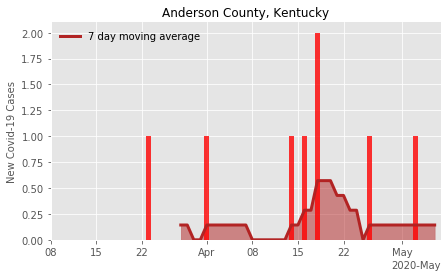 Anderson County, Kentucky
7 day moving average
New Covid-19 Cases
2.00
1.75
1.50
1.25
1.00
0.75
0.50
0.25
0.00
08 15 22 Apr 08 15 22 May
2020-May